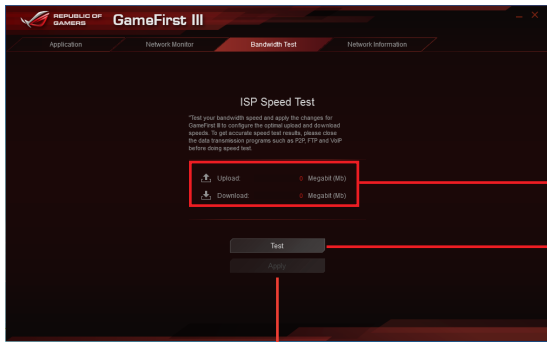 REPUBLIC OF
GAMERS
GameFirst III
Application
Network Monitor
Bandwidth Test
Network Information
ISP Speed Test
*Test your bandwidth speed and apply the changes for
GameFirst III to configure the optimal upload and download
speeds. To get accurate speed test results, please close
the data transmission programs such as P2P, FTP and VoIP
before doing speed test.
Upload: 0 Megabit (Mb)
Download: 0 Megabit (Mb)
Test
Apply